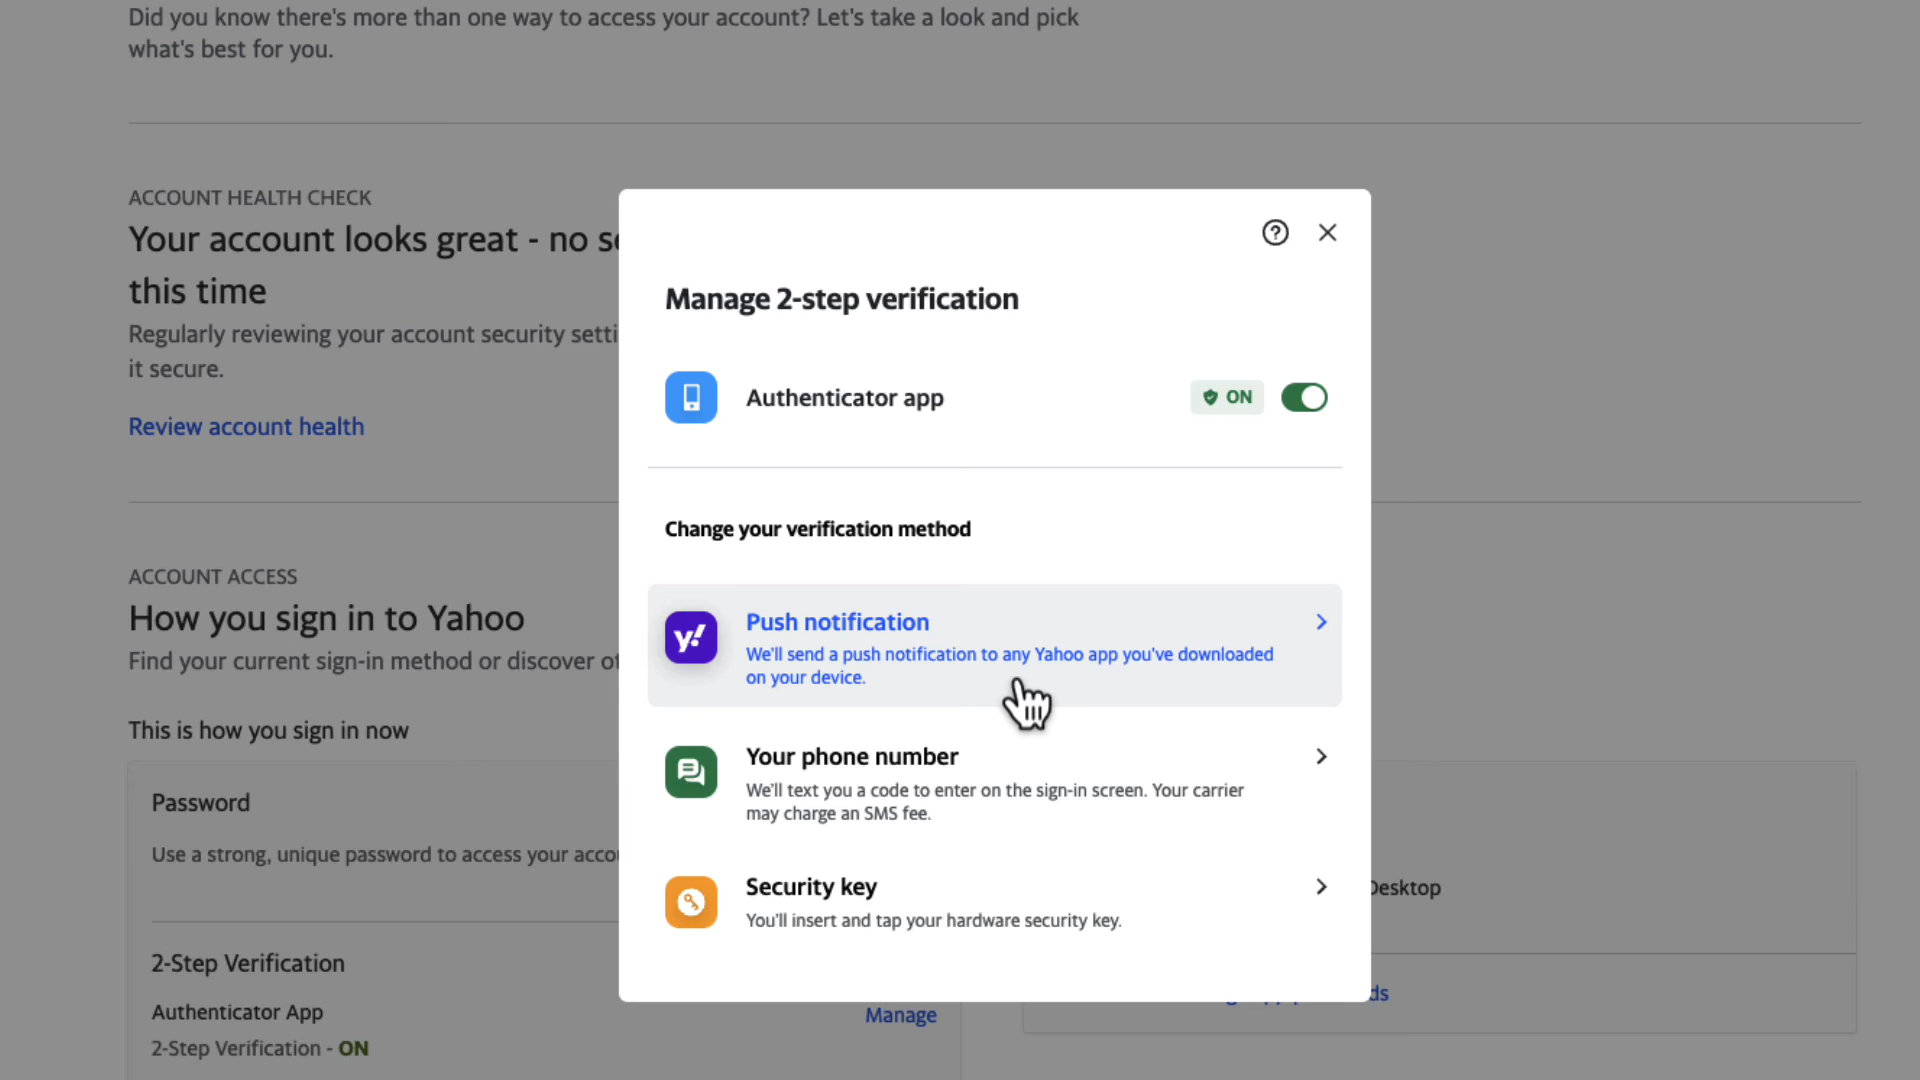 Did you know there's more than one way to access your account? Let's take a look and pick
what's best for you.
ACCOUNT HEALTH CHECK
Your account looks great - no
this time
Regularly reviewing your account security
it secure.
Review account health
ACCOUNT ACCESS
How you sign in to Yahoo
Find your current sign-in method or discover
This is how you sign in now
Password
Use a strong, unique password to access your
2-Step Verification
Authenticator App
2-Step Verification - ON
Manage
Desktop
Manage 2-step verification
Authenticator app
ON
Change your verification method
y!
Push notification
We'll send a push notification to any Yahoo app you've downloaded
on your device.
Your phone number
We'll text you a code to enter on the sign-in screen. Your carrier
may charge an SMS fee.
Security key
You'll insert and tap your hardware security key.